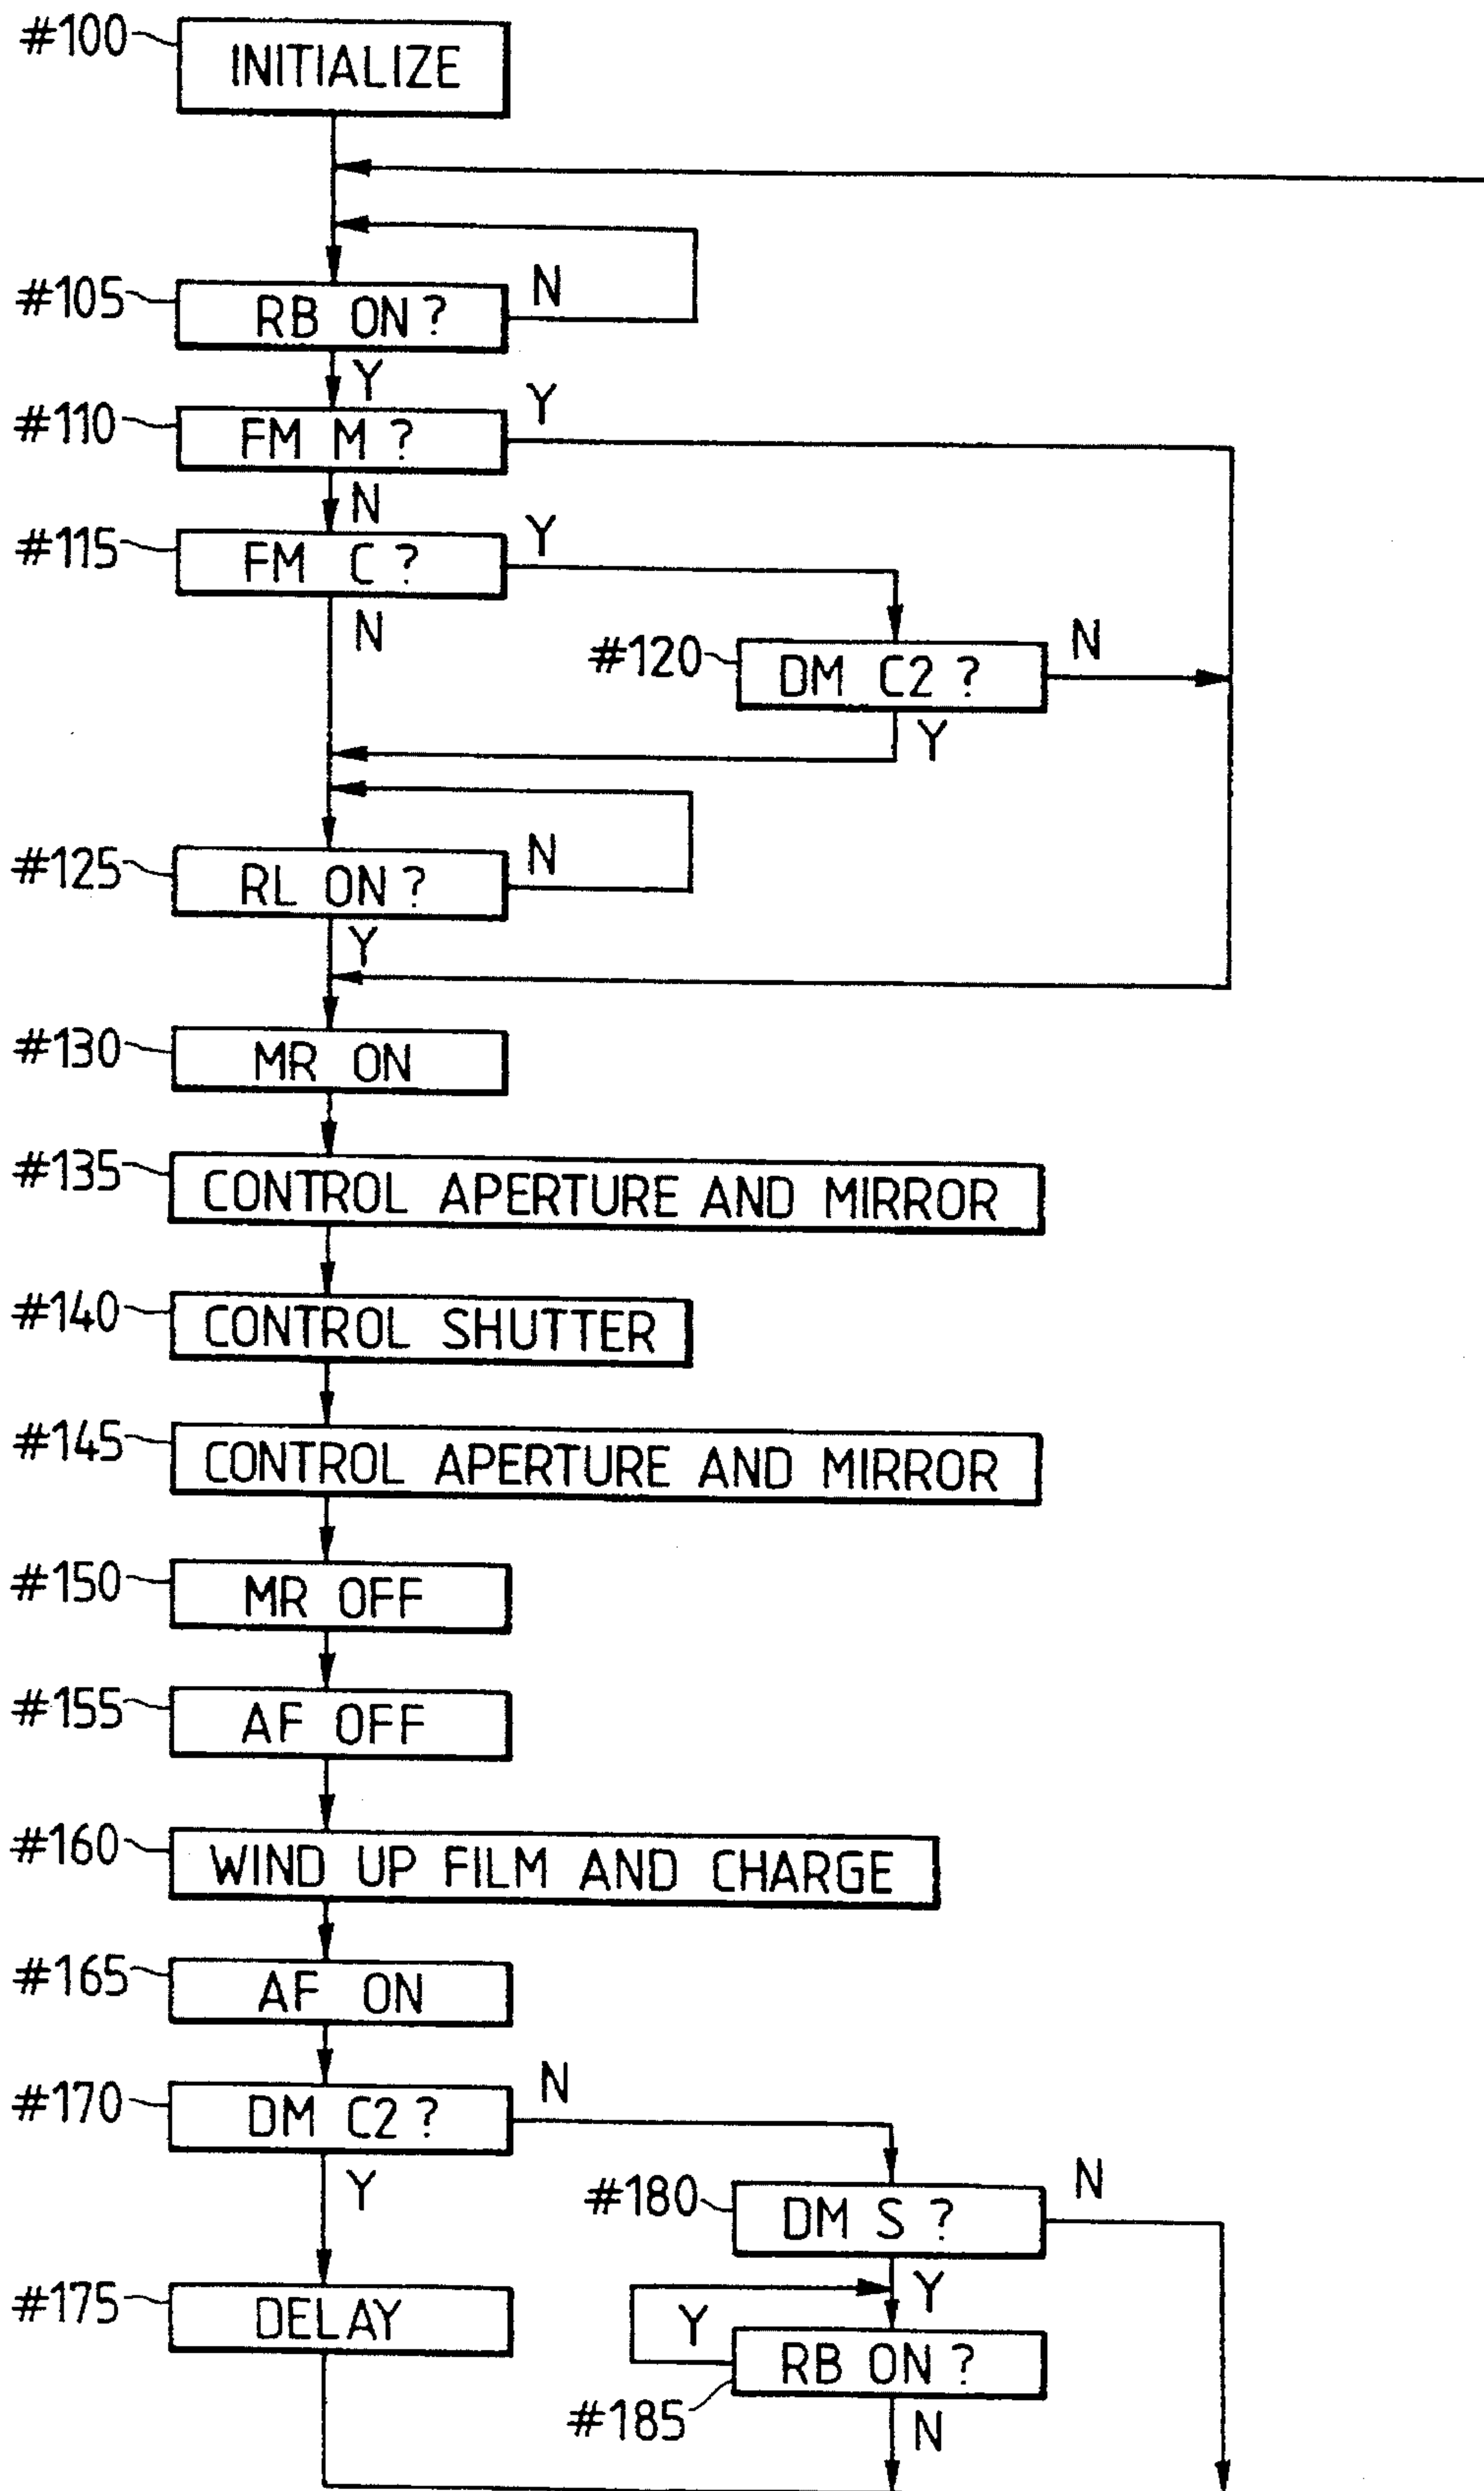 #100
INITIALIZE
#105
RB ON?
N
Y
#110
FM M?
Y
N
#115
FM C?
Y
N
#120
DM C2?
N
Y
#125
RL ON?
N
Y
#130
MR ON
#135
CONTROL APERTURE AND MIRROR
#140
CONTROL SHUTTER
#145
CONTROL APERTURE AND MIRROR
#150
MR OFF
#155
AF OFF
#160
WIND UP FILM AND CHARGE
#165
AF ON
#170
DM C2?
N
Y
#180
DM S?
N
Y
#175
DELAY
#185
RB ON?
Y
N